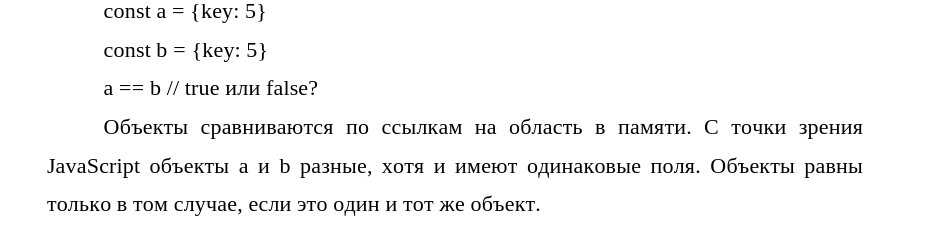 const a = {key: 5}
const b = {key: 5}
a == b // true или false?
Объекты сравниваются по ссылкам на область в памяти. С точки зрения
JavaScript объекты a и b разные, хотя и имеют одинаковые поля. Объекты равны
только в том случае, если это один и тот же объект.